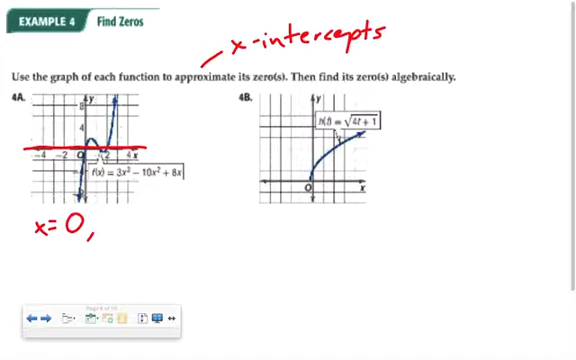 EXAMPLE 4 Find Zeros
x-intercepts
Use the graph of each function to approximate its zero(s). Then find its zero(s) algebraically.
4A.
4B.
y
8
4
-4 -2 O 2 4 x
f(x) = 3x³ − 10x² + 8x
y
h(t) = √4t + 1
O x
x = 0,